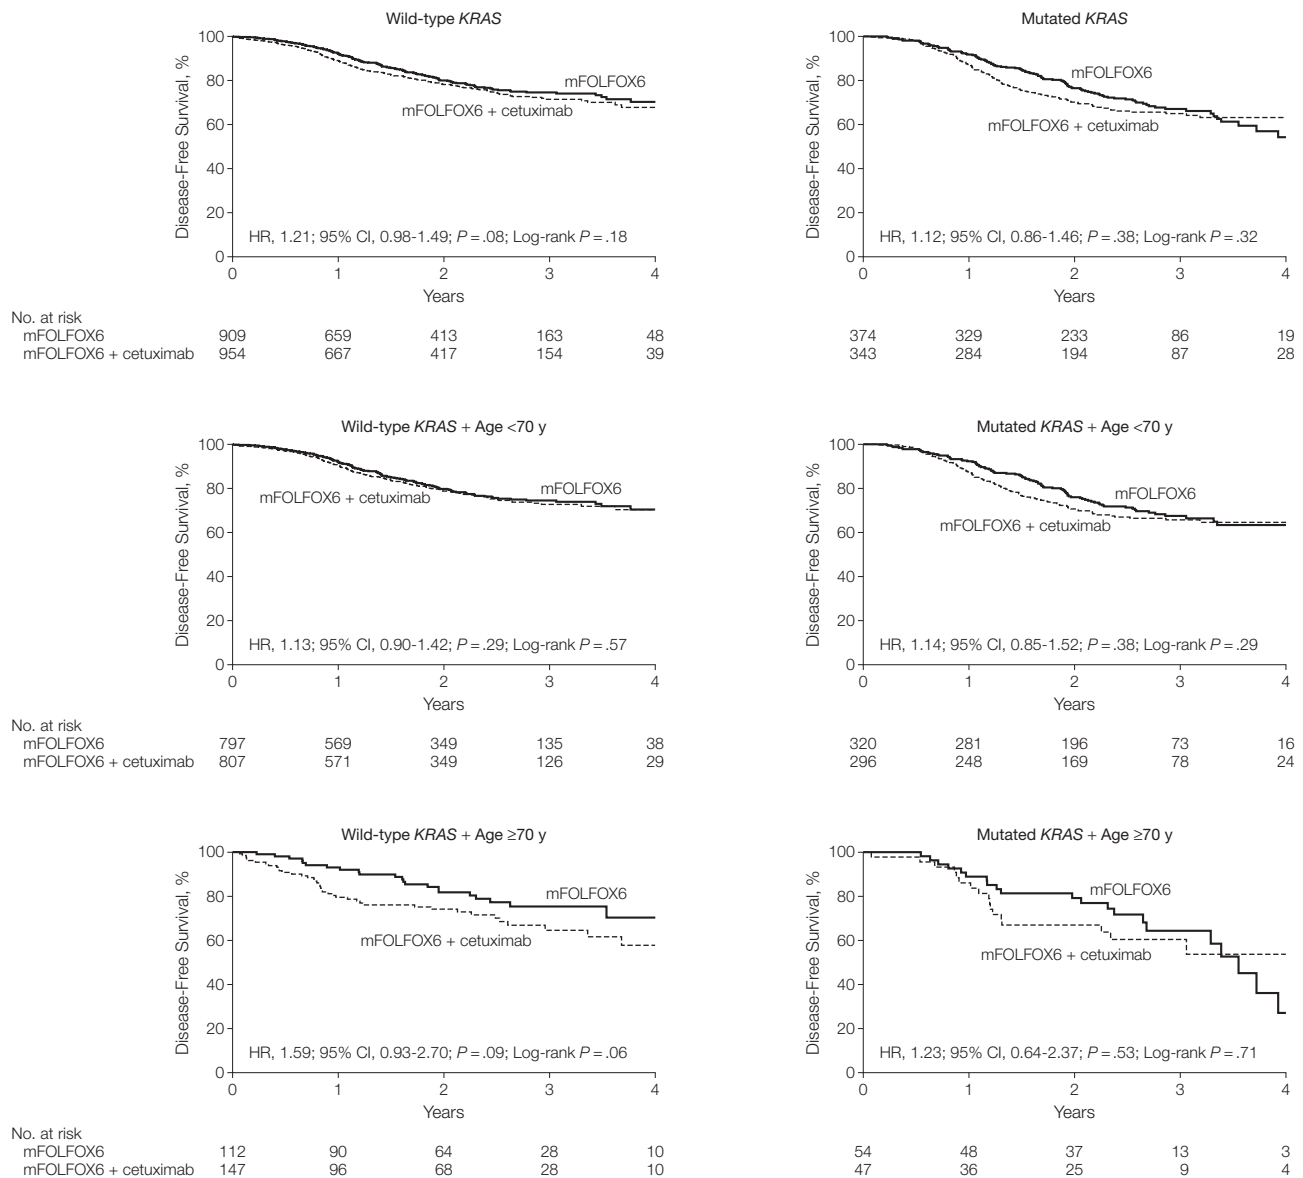 Wild-type KRAS
Disease-Free Survival, %
100
80
60
40
20
0
mFOLFOX6
mFOLFOX6 + cetuximab
HR, 1.21; 95% CI, 0.98-1.49; P = .08; Log-rank P = .18
0 1 2 3 4
Years
No. at risk
mFOLFOX6 909 659 413 163 48
mFOLFOX6 + cetuximab 954 667 417 154 39
Mutated KRAS
Disease-Free Survival, %
100
80
60
40
20
0
mFOLFOX6
mFOLFOX6 + cetuximab
HR, 1.12; 95% CI, 0.86-1.46; P = .38; Log-rank P = .32
0 1 2 3 4
Years
374 329 233 86 19
343 284 194 87 28
Wild-type KRAS + Age <70 y
Disease-Free Survival, %
100
80
60
40
20
0
mFOLFOX6 + cetuximab
mFOLFOX6
HR, 1.13; 95% CI, 0.90-1.42; P = .29; Log-rank P = .57
0 1 2 3 4
Years
No. at risk
mFOLFOX6 797 569 349 135 38
mFOLFOX6 + cetuximab 807 571 349 126 29
Mutated KRAS + Age <70 y
Disease-Free Survival, %
100
80
60
40
20
0
mFOLFOX6
mFOLFOX6 + cetuximab
HR, 1.14; 95% CI, 0.85-1.52; P = .38; Log-rank P = .29
0 1 2 3 4
Years
320 281 196 73 16
296 248 169 78 24
Wild-type KRAS + Age ≥70 y
Disease-Free Survival, %
100
80
60
40
20
0
mFOLFOX6
mFOLFOX6 + cetuximab
HR, 1.59; 95% CI, 0.93-2.70; P = .09; Log-rank P = .06
0 1 2 3 4
Years
No. at risk
mFOLFOX6 112 90 64 28 10
mFOLFOX6 + cetuximab 147 96 68 28 10
Mutated KRAS + Age ≥70 y
Disease-Free Survival, %
100
80
60
40
20
0
mFOLFOX6
mFOLFOX6 + cetuximab
HR, 1.23; 95% CI, 0.64-2.37; P = .53; Log-rank P = .71
0 1 2 3 4
Years
54 48 37 13 3
47 36 25 9 4